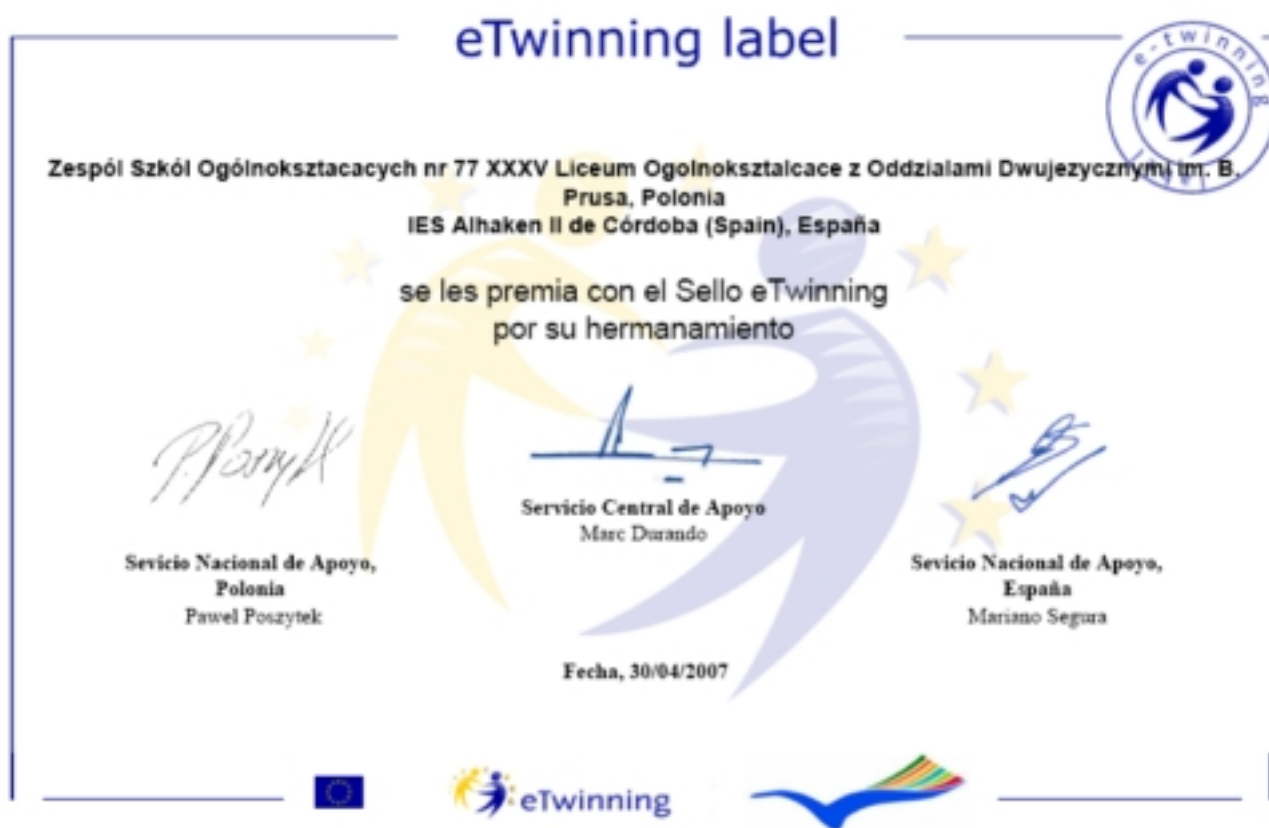 eTwinning label
e-twinning
label
Zespól Szkól Ogólnoksztacacych nr 77 XXXV Liceum Ogolnoksztalcace z Oddzialami Dwujezycznymi im. B.
Prusa, Polonia
IES Alhaken II de Córdoba (Spain), España
se les premia con el Sello eTwinning
por su hermanamiento
Servicio Central de Apoyo
Marc Durando
Sevicio Nacional de Apoyo,
Polonia
Pawel Poszytek
Sevicio Nacional de Apoyo,
España
Mariano Segura
Fecha, 30/04/2007
eTwinning